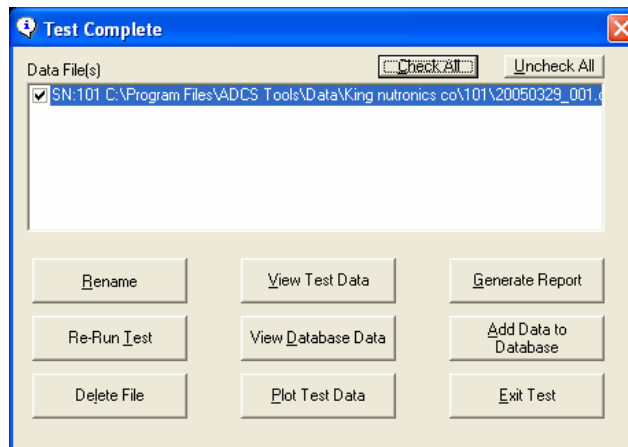 Test Complete
Data File(s)
Check All
Uncheck All
SN:101 C:\Program Files\ADCS Tools\Data\King nutronics co\101\20050329_001.
Rename
View Test Data
Generate Report
Re-Run Test
View Database Data
Add Data to
Database
Delete File
Plot Test Data
Exit Test